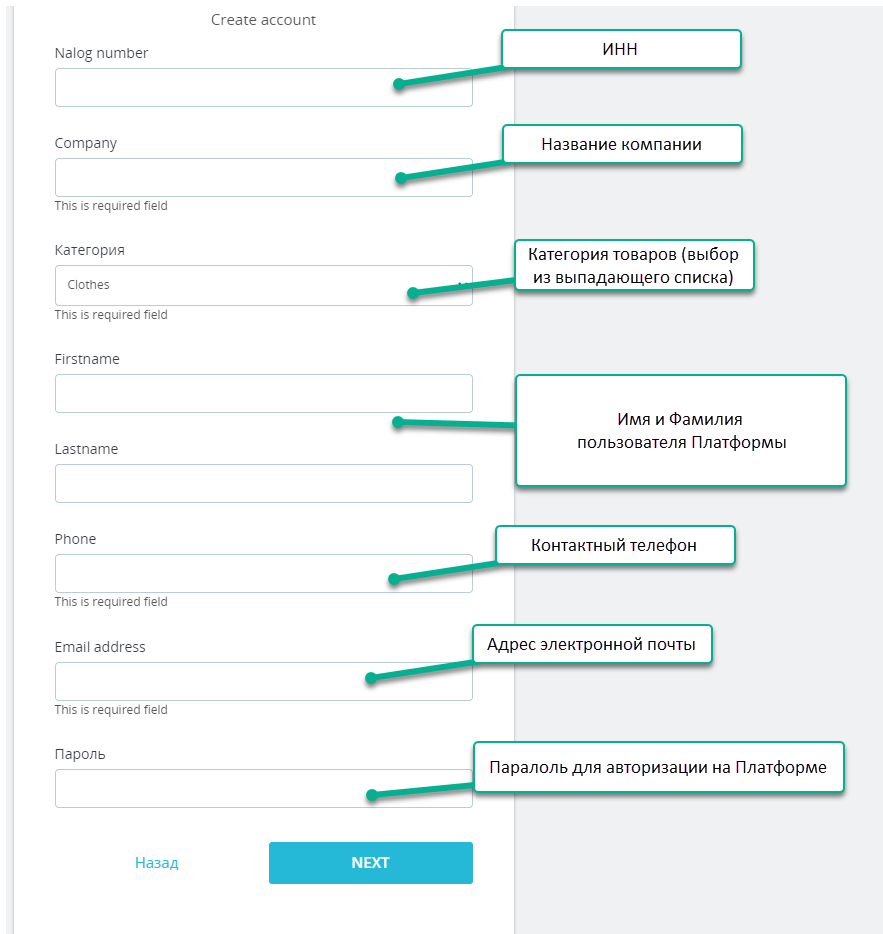 Create account
Nalog number
ИНН
Company
Название компании
This is required field
Категория
Категория товаров (выбор
из выпадающего списка)
Clothes
This is required field
Firstname
Имя и Фамилия
пользователя Платформы
Lastname
Phone
Контактный телефон
This is required field
Email address
Адрес электронной почты
This is required field
Пароль
Паралоль для авторизации на Платформе
Назад
NEXT